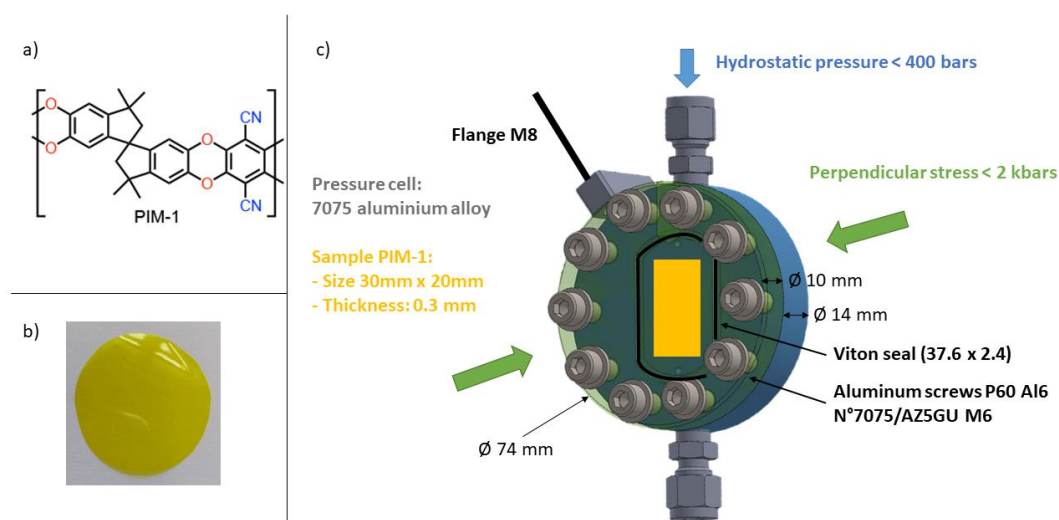 a)
O
O
O
O
CN
CN
PIM-1
b)
c)
Hydrostatic pressure < 400 bars
Flange M8
Perpendicular stress < 2 kbars
Pressure cell:
7075 aluminium alloy
Sample PIM-1:
- Size 30mm x 20mm
- Thickness: 0.3 mm
Ø 10 mm
Ø 14 mm
Viton seal (37.6 x 2.4)
Aluminum screws P60 Al6
N°7075/AZ5GU M6
Ø 74 mm